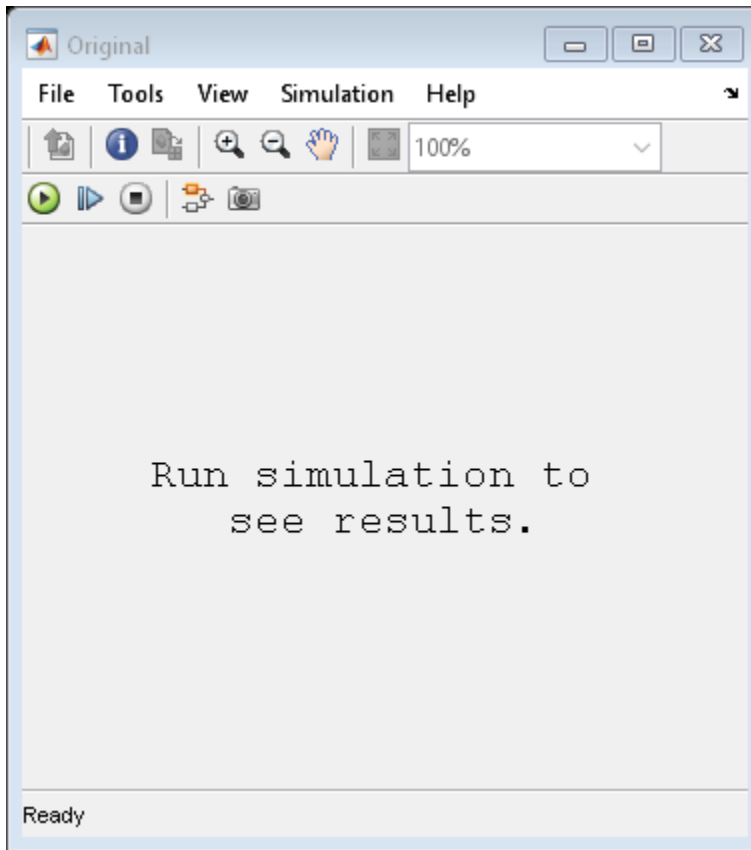 Original
File Tools View Simulation Help
100%
Run simulation to
see results.
Ready